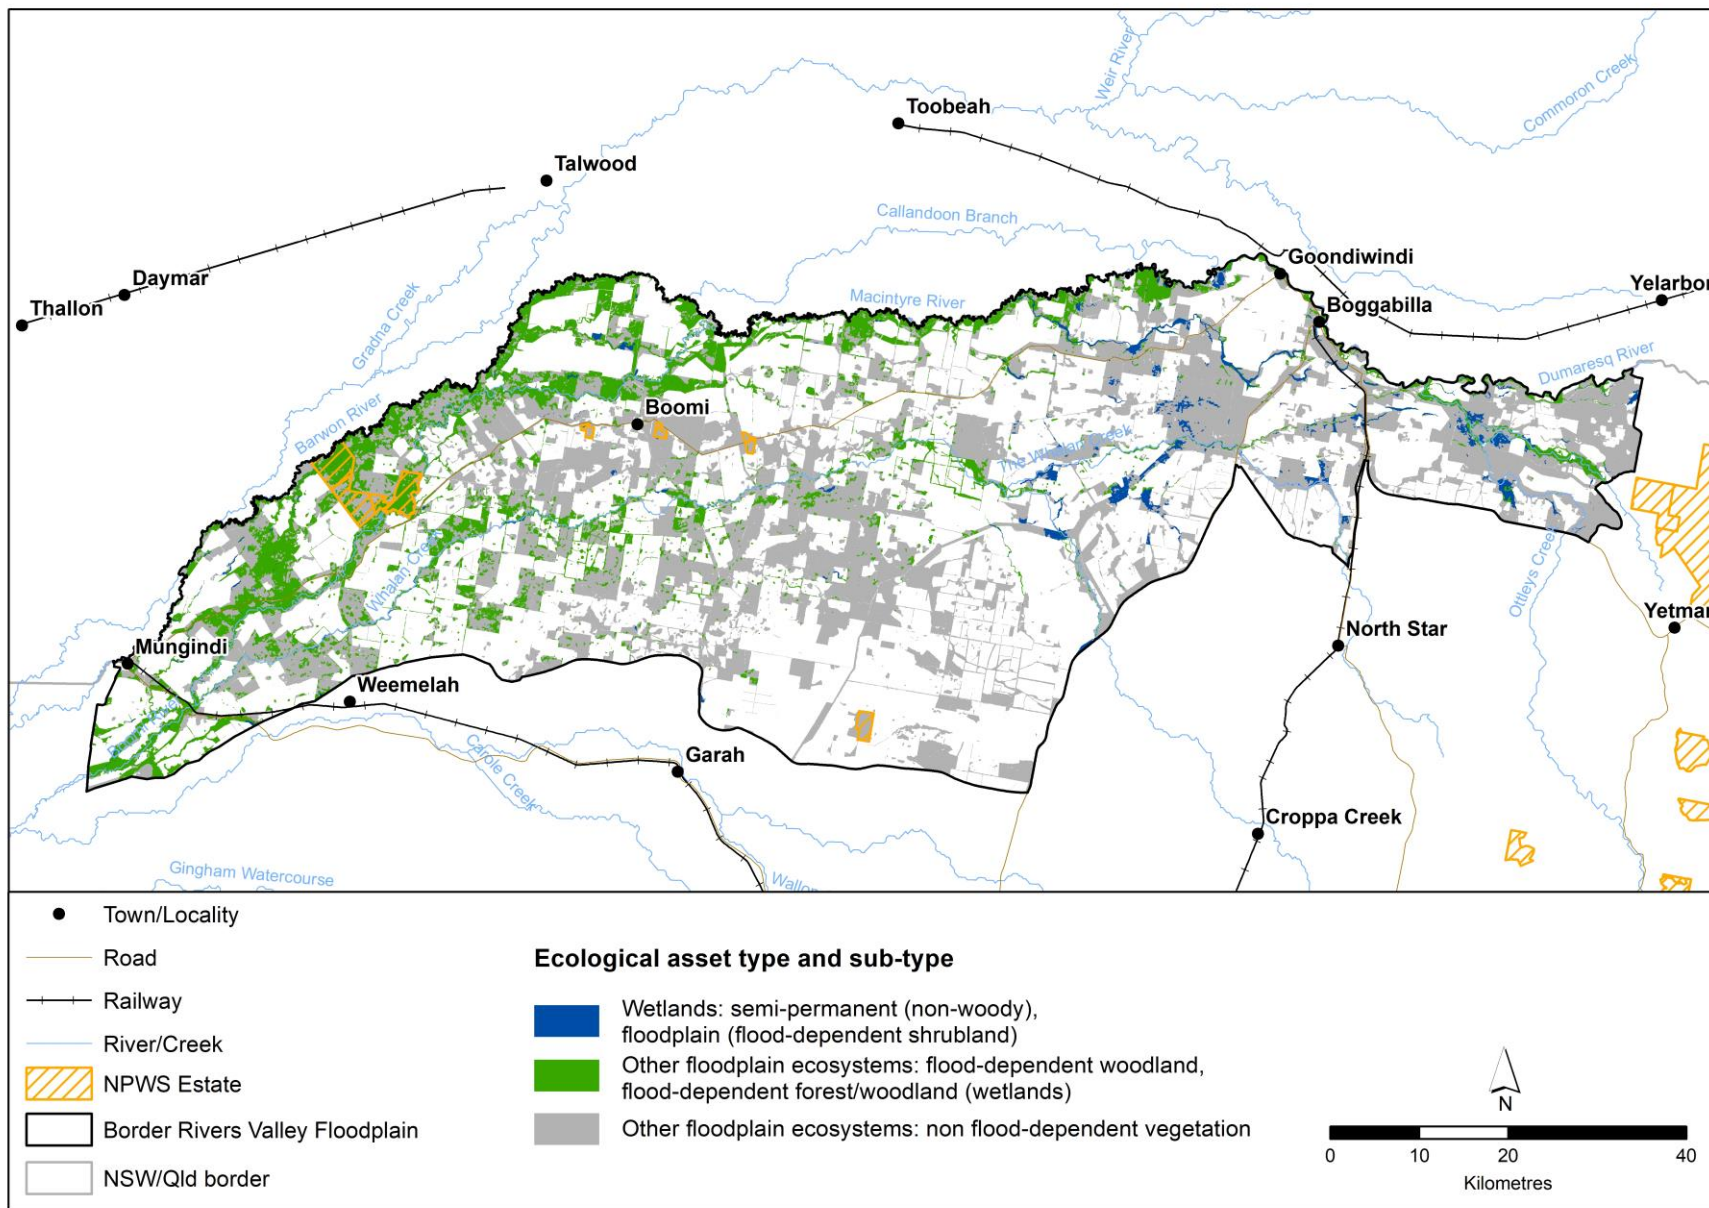 Weir River
Commoron Creek
Toobeah
Talwood
Callandoon Branch
Goondiwindi
Daymar
Yelarbon
Thallon
Macintyre River
Boggabilla
Gradna Creek
Dumaresq River
Barwon River
Boomi
The Whalan Creek
Whalan Creek
Ottleys Creek
Yetman
North Star
Mungindi
Weemelah
Carole Creek
Garah
Croppa Creek
Gingham Watercourse
Town/Locality
Road
Railway
River/Creek
NPWS Estate
Border Rivers Valley Floodplain
NSW/Qld border
Ecological asset type and sub-type
Wetlands: semi-permanent (non-woody),
floodplain (flood-dependent shrubland)
Other floodplain ecosystems: flood-dependent woodland,
flood-dependent forest/woodland (wetlands)
Other floodplain ecosystems: non flood-dependent vegetation
N
0 10 20 40
Kilometres